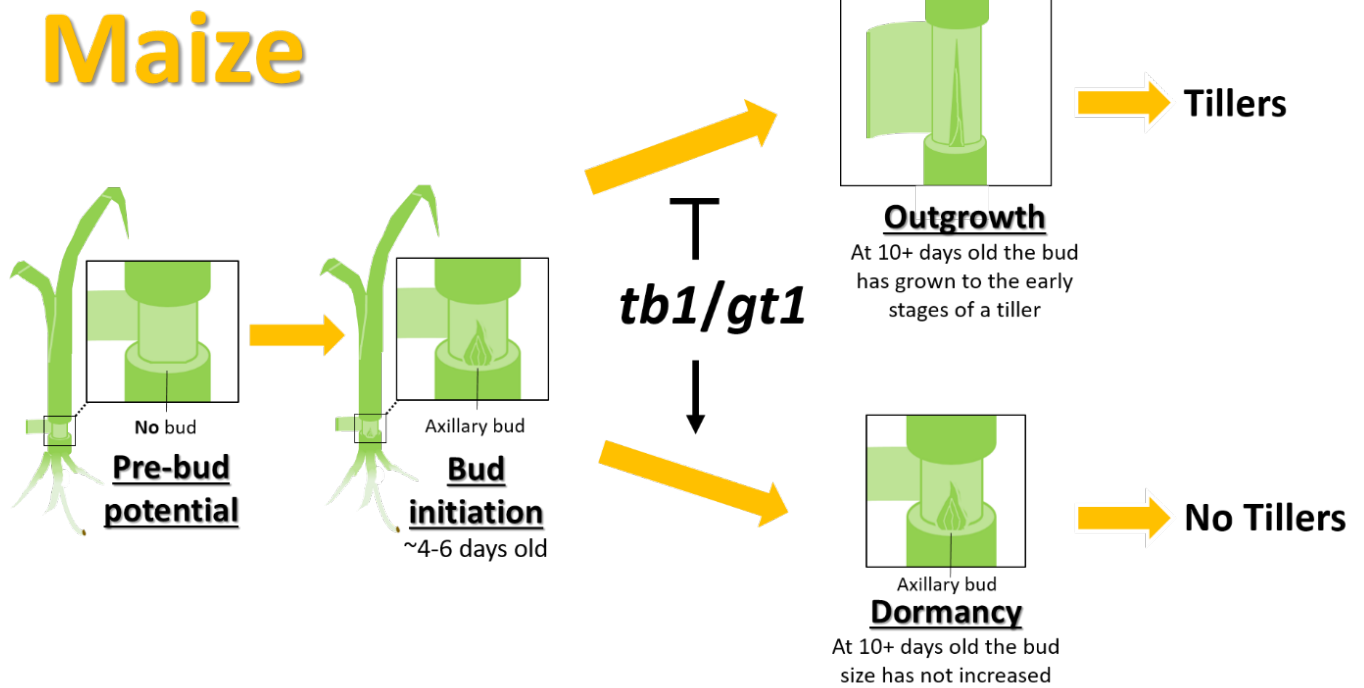 Maize
No bud
Pre-bud
potential
Axillary bud
Bud
initiation
~4-6 days old
tb1/gt1
Outgrowth
At 10+ days old the bud
has grown to the early
stages of a tiller
Tillers
Axillary bud
Dormancy
At 10+ days old the bud
size has not increased
No Tillers